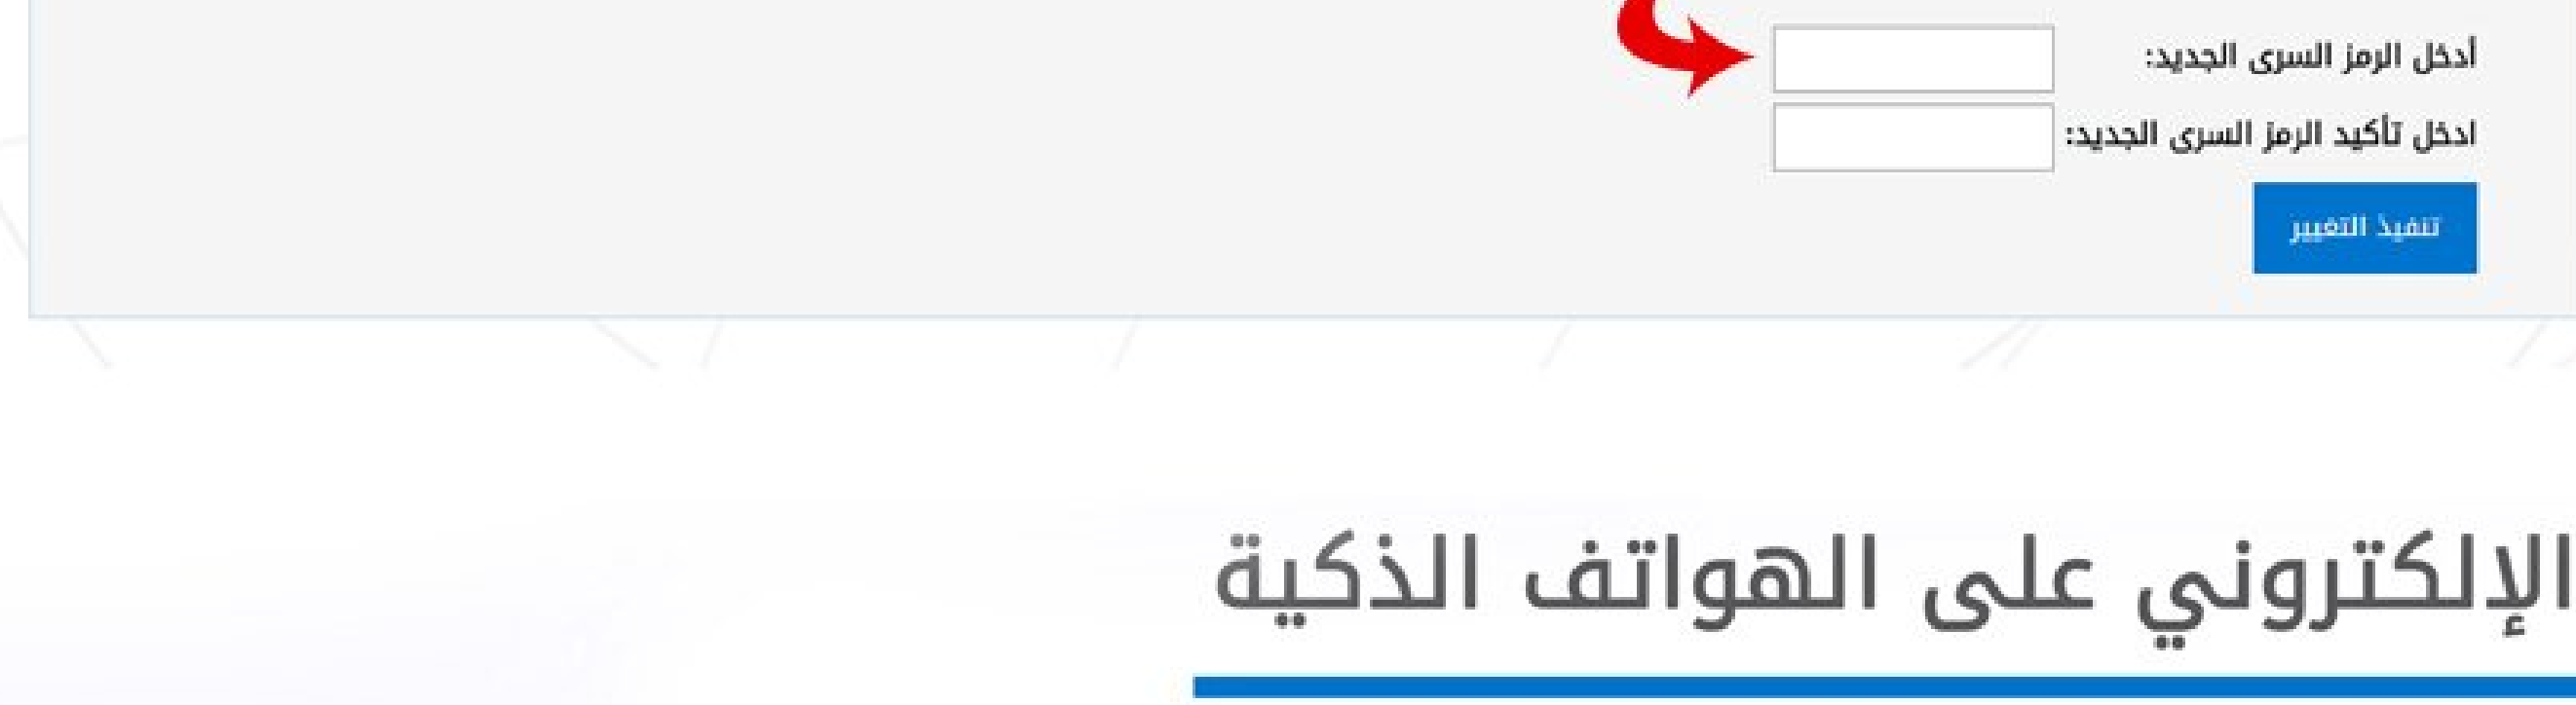 أدخل الرمز السرى الجديد:
ادخل تأكيد الرمز السرى الجديد:
تنفيذ التغيير
الإلكتروني على الهواتف الذكية